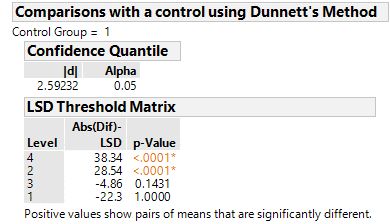 Comparisons with a control using Dunnett's Method
Control Group = 1
Confidence Quantile
|d| Alpha
2.59232 0.05
LSD Threshold Matrix
Abs(Dif)-
Level LSD p-Value
4 38.34 <.0001*
2 28.54 <.0001*
3 -4.86 0.1431
1 -22.3 1.0000
Positive values show pairs of means that are significantly different.